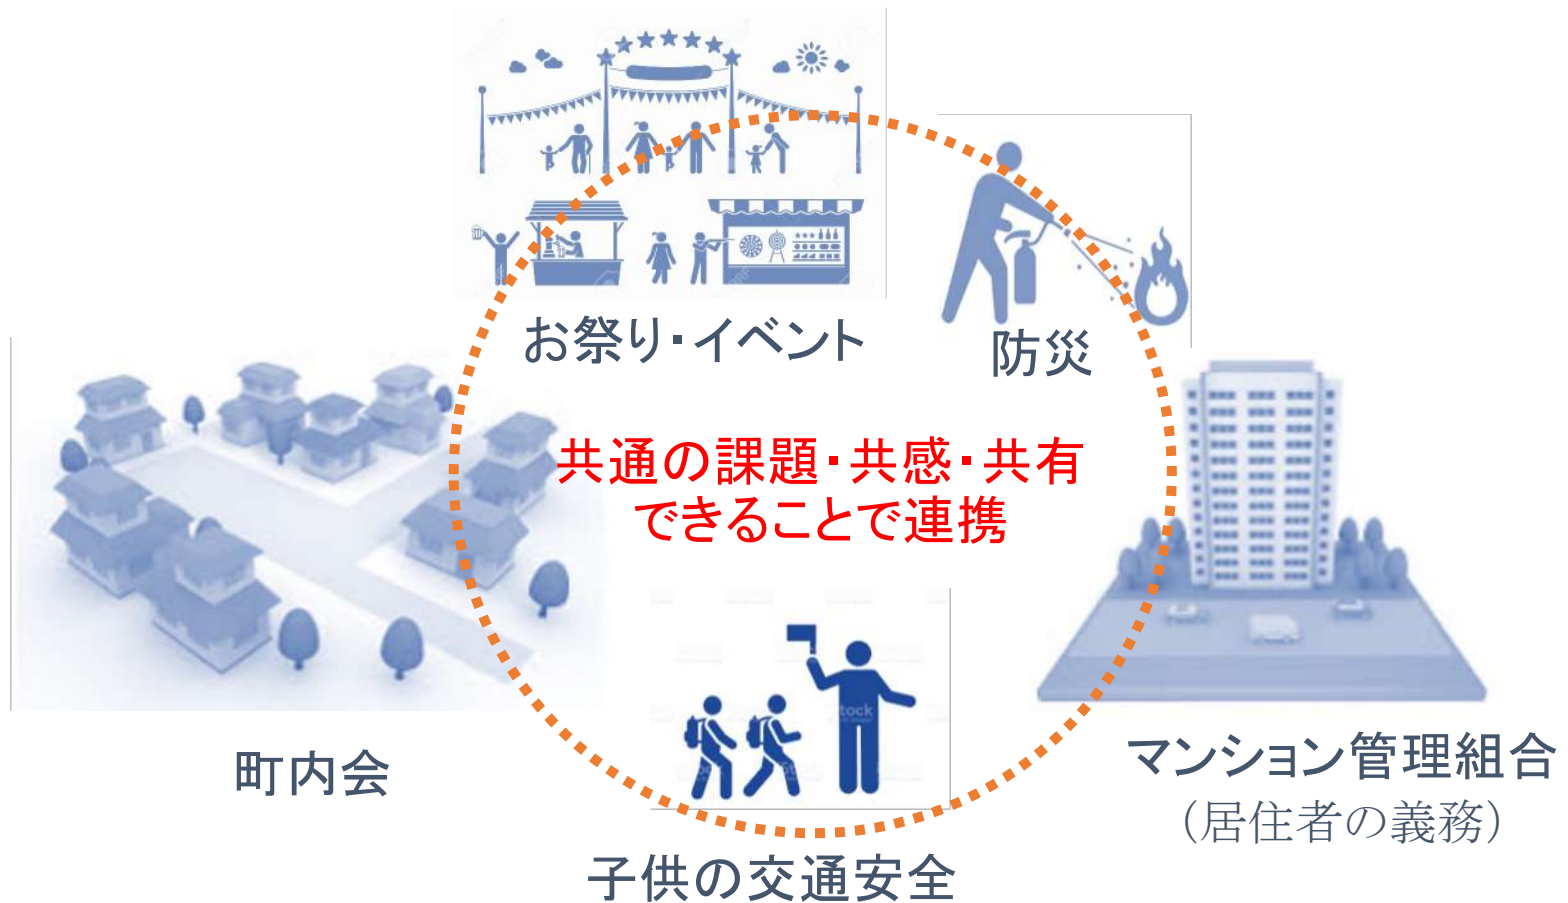 お祭り・イベント
防災
共通の課題・共感・共有
できることで連携
町内会
マンション管理組合
（居住者の義務）
子供の交通安全